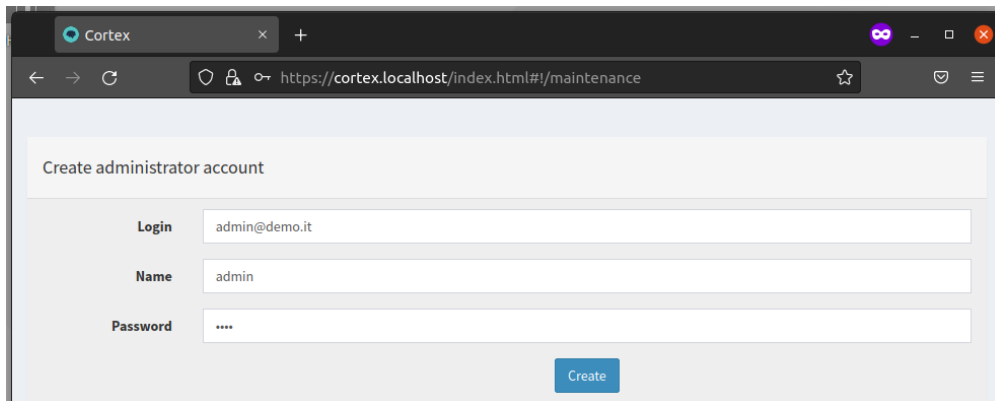 Cortex
https://cortex.localhost/index.html#!/maintenance
Create administrator account
Login admin@demo.it
Name admin
Password ••••
Create